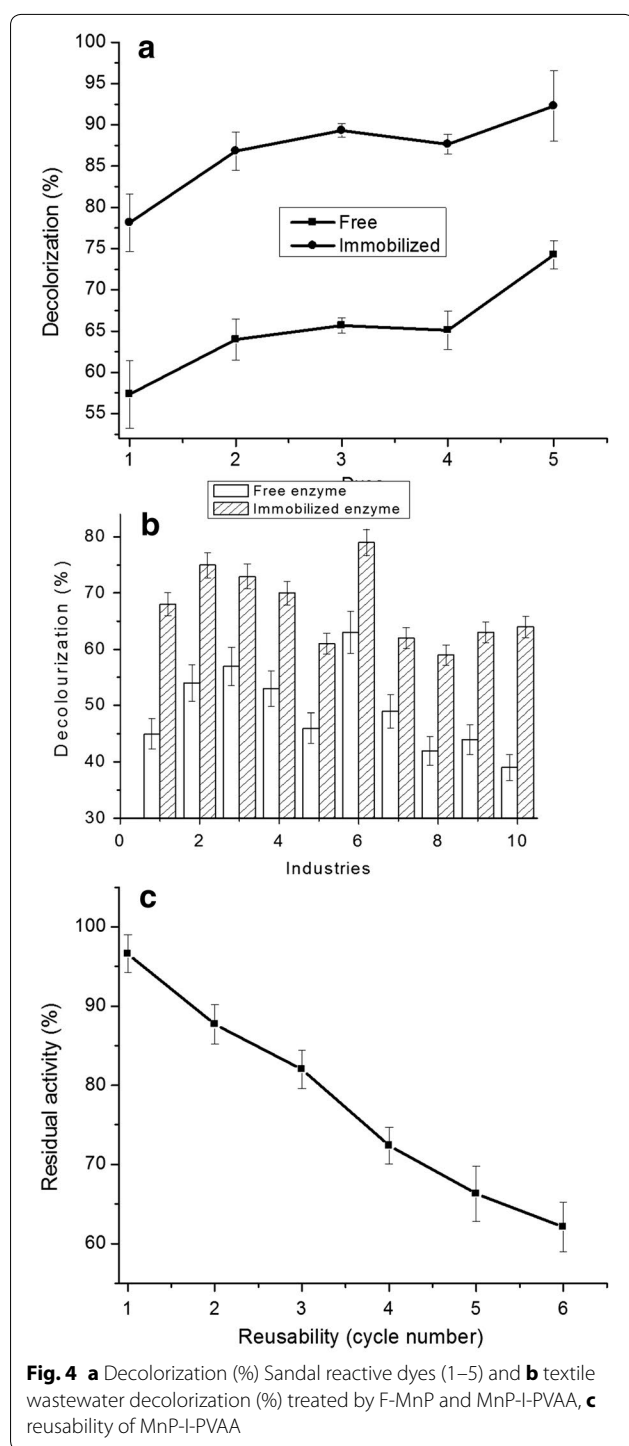 a
100
95
90
85
80
75
70
65
60
55
Decolorization (%)
Free
Immobilized
1 2 3 4 5
Free enzyme
Immobilized enzyme
b
80
70
60
50
40
30
Decolourization (%)
0 2 4 6 8 10
Industries
c
100
90
80
70
60
Residual activity (%)
1 2 3 4 5 6
Reusability (cycle number)
Fig. 4 a Decolorization (%) Sandal reactive dyes (1–5) and b textile
wastewater decolorization (%) treated by F-MnP and MnP-I-PVAA, c
reusability of MnP-I-PVAA